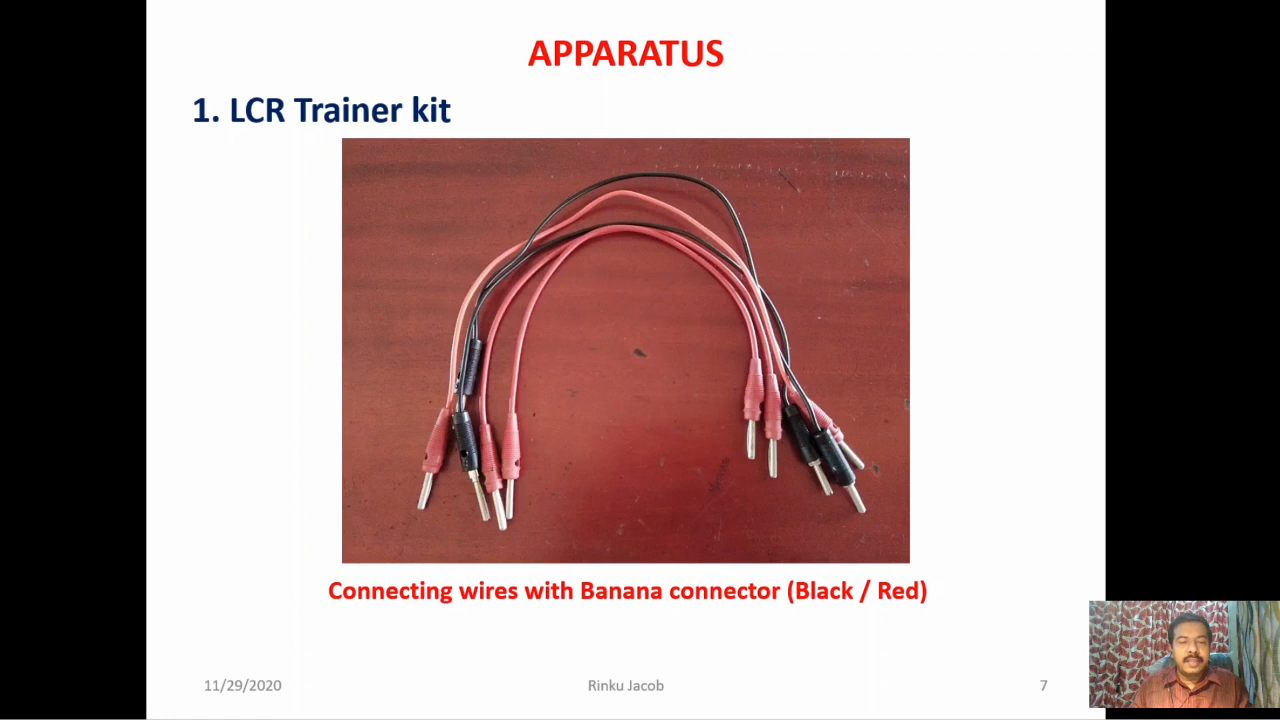 APPARATUS
1. LCR Trainer kit
Connecting wires with Banana connector (Black / Red)
11/29/2020
Rinku Jacob
7